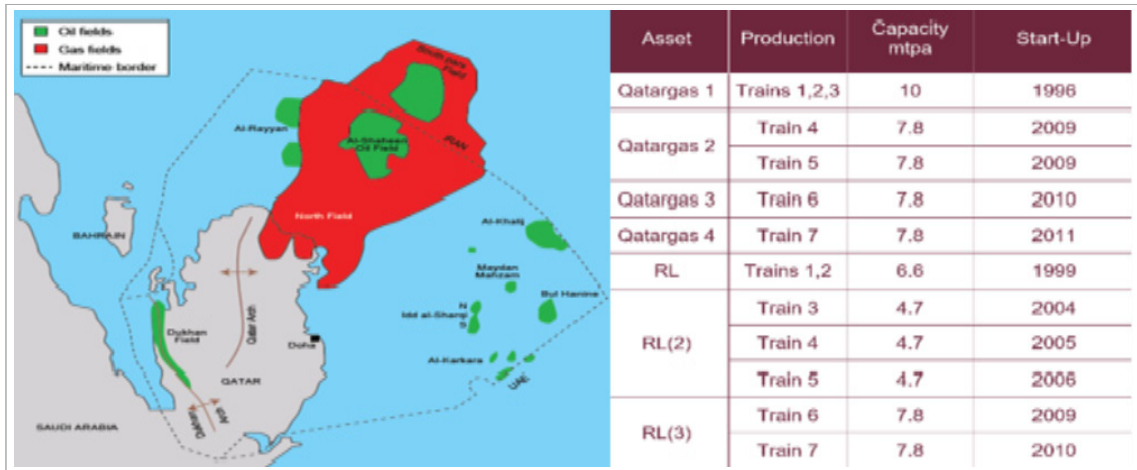 Oil fields
Gas fields
Maritime border
South pars
Field
IRAN
Al-Rayyan
Al-Shaheen
Oil Field
North Field
BAHRAIN
Al-Khalij
Maydan
Mahzam
Bul Hanine
N
Idd al-Sharqi
S
Al-Karkara
UAE
Dukhan
Field
Qatar Arch
Doha
QATAR
Dukhan
Arch
SAUDI ARABIA
Asset Production Capacity Start-Up
mtpa
Qatargas 1 Trains 1,2,3 10 1996
Qatargas 2 Train 4 7.8 2009
Train 5 7.8 2009
Qatargas 3 Train 6 7.8 2010
Qatargas 4 Train 7 7.8 2011
RL Trains 1,2 6.6 1999
RL(2) Train 3 4.7 2004
Train 4 4.7 2005
Train 5 4.7 2006
RL(3) Train 6 7.8 2009
Train 7 7.8 2010